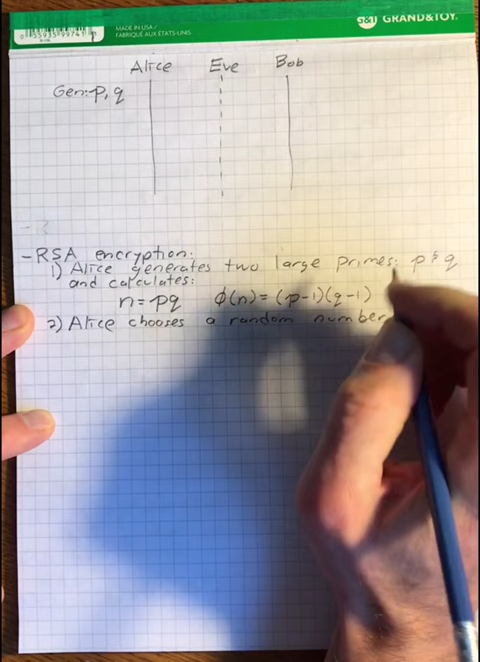 MADE IN USA /
FABRIQUÉ AUX ÉTATS-UNIS
G&T GRAND&TOY.
Alice Eve Bob
Gen: p, q
-RSA encryption:
1) Alice generates two large primes: p & q
and calculates:
n = pq φ(n) = (p-1)(q-1)
2) Alice chooses a random number